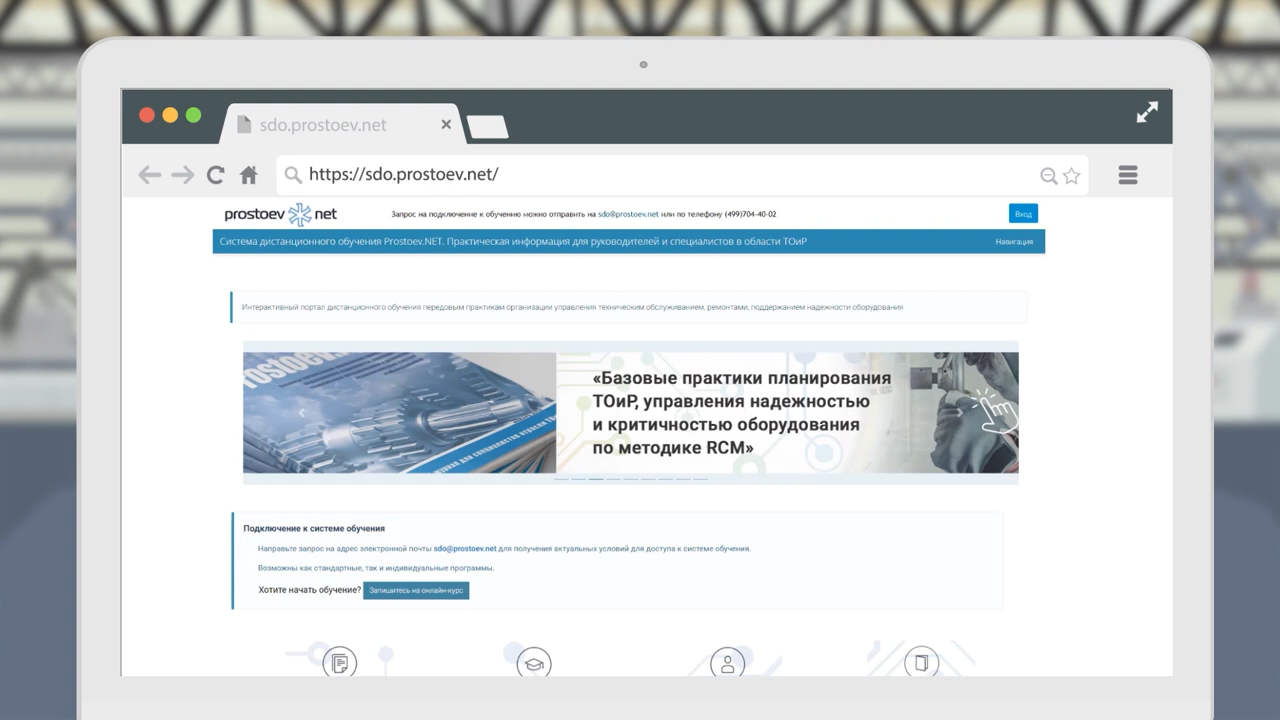 sdo.prostoev.net
https://sdo.prostoev.net/
prostoev net
Запрос на подключение к обучению можно отправить на sdo@prostoev.net или по телефону (499)704-40-02
Вход
Система дистанционного обучения Prostoev.NET. Практическая информация для руководителей и специалистов в области ТОиР
Навигация
Интерактивный портал дистанционного обучения передовым практикам организации управления техническим обслуживанием, ремонтами, поддержанием надежности оборудования
«Базовые практики планирования
ТОиР, управления надежностью
и критичностью оборудования
по методике RCM»
Подключение к системе обучения
Направьте запрос на адрес электронной почты sdo@prostoev.net для получения актуальных условий для доступа к системе обучения.
Возможны как стандартные, так и индивидуальные программы.
Хотите начать обучение? Запишитесь на онлайн-курс